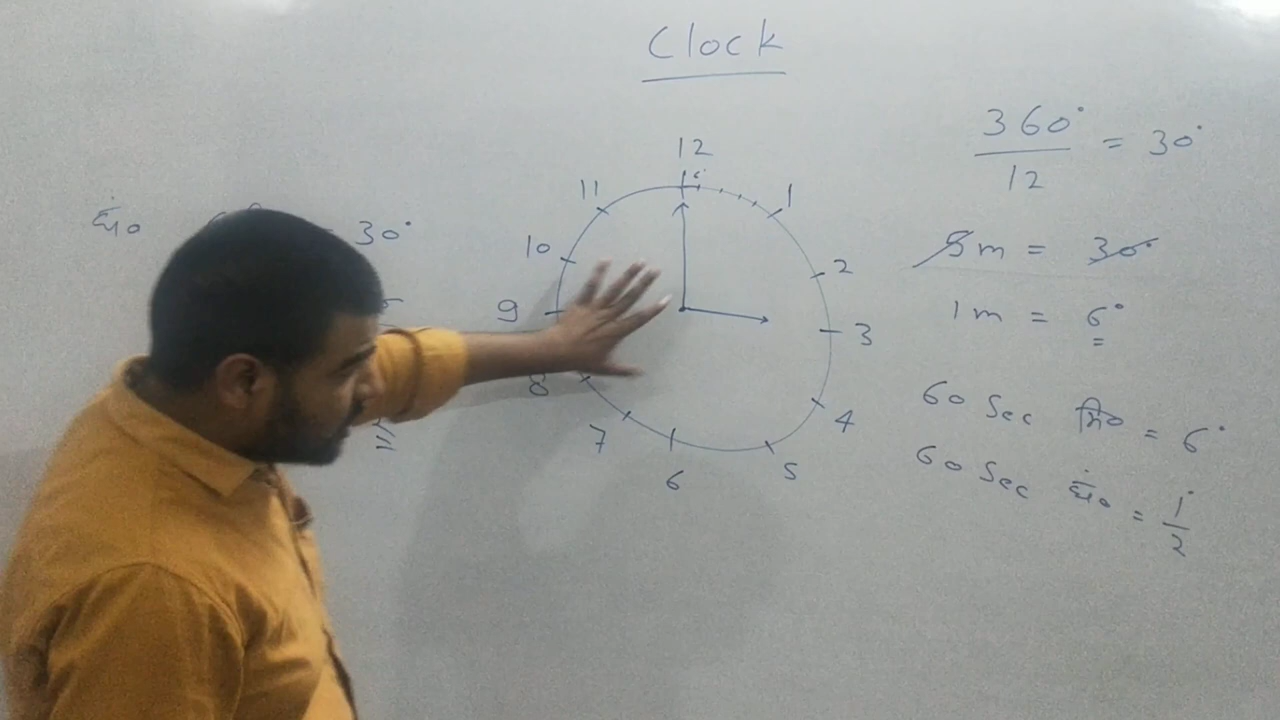 Clock
360° / 12 = 30°
5m = 30°
1m = 6°
60 Sec मि० = 6°
60 Sec घं० = 1°/2
घं० = 30°
12
11
1
10
2
9
3
8
4
7
5
6